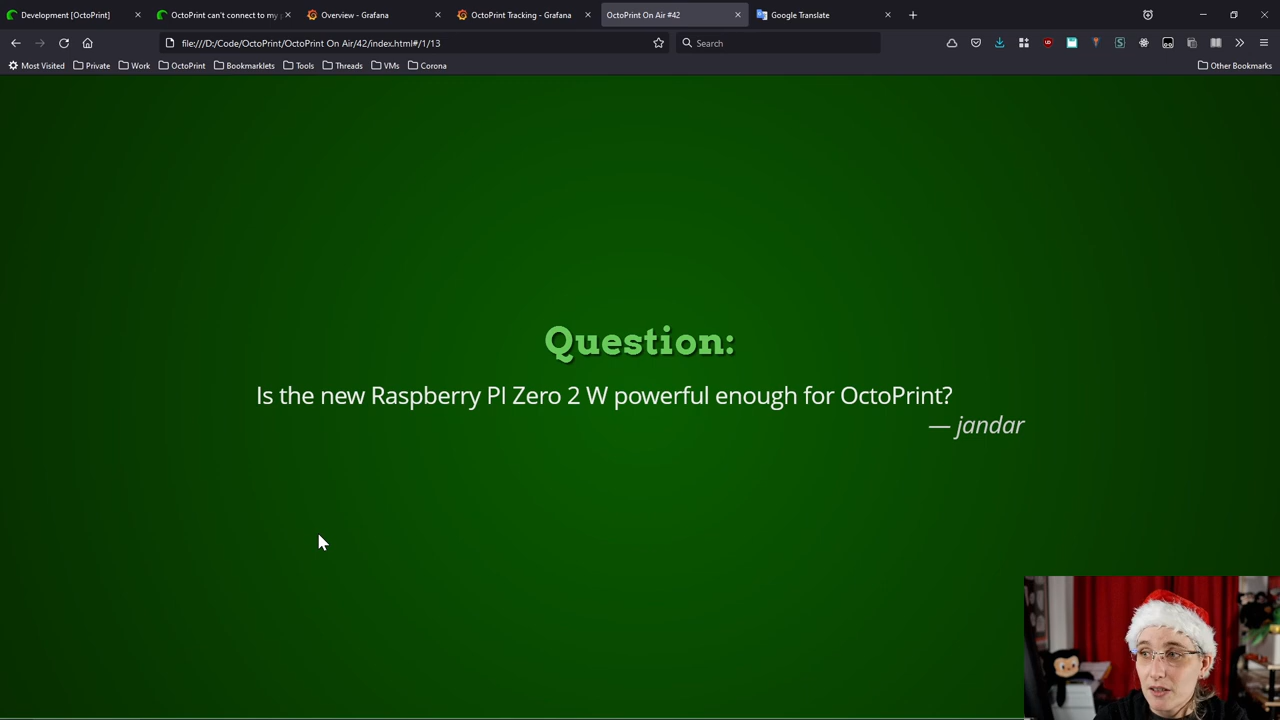 Development [OctoPrint]
OctoPrint can't connect to my
Overview - Grafana
OctoPrint Tracking - Grafana
OctoPrint On Air #42
Google Translate
file:///D:/Code/OctoPrint/OctoPrint On Air/42/index.html#/1/13
Search
Most Visited
Private
Work
OctoPrint
Bookmarklets
Tools
Threads
VMs
Corona
Other Bookmarks
Question:
Is the new Raspberry PI Zero 2 W powerful enough for OctoPrint?
— jandar